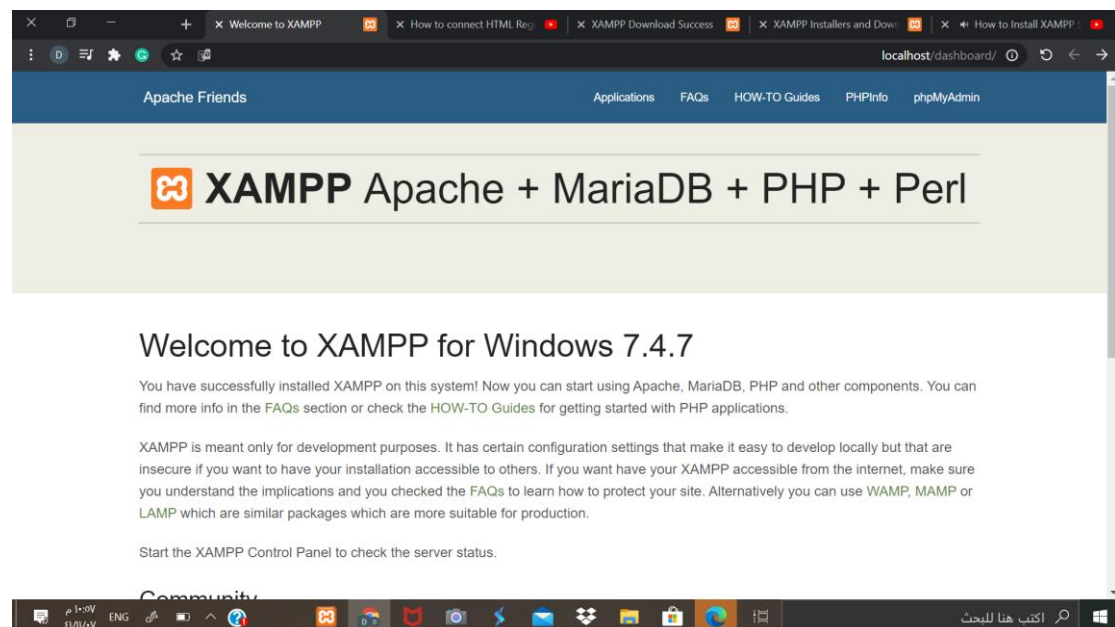 Welcome to XAMPP
How to connect HTML Reg
XAMPP Download Success
XAMPP Installers and Down
How to Install XAMPP
D
localhost/dashboard/
Apache Friends
Applications
FAQs
HOW-TO Guides
PHPInfo
phpMyAdmin
XAMPP Apache + MariaDB + PHP + Perl
Welcome to XAMPP for Windows 7.4.7
You have successfully installed XAMPP on this system! Now you can start using Apache, MariaDB, PHP and other components. You can
find more info in the FAQs section or check the HOW-TO Guides for getting started with PHP applications.
XAMPP is meant only for development purposes. It has certain configuration settings that make it easy to develop locally but that are
insecure if you want to have your installation accessible to others. If you want have your XAMPP accessible from the internet, make sure
you understand the implications and you checked the FAQs to learn how to protect your site. Alternatively you can use WAMP, MAMP or
LAMP which are similar packages which are more suitable for production.
Start the XAMPP Control Panel to check the server status.
Community
١٠:٥٧ م
ENG
اكتب هنا للبحث